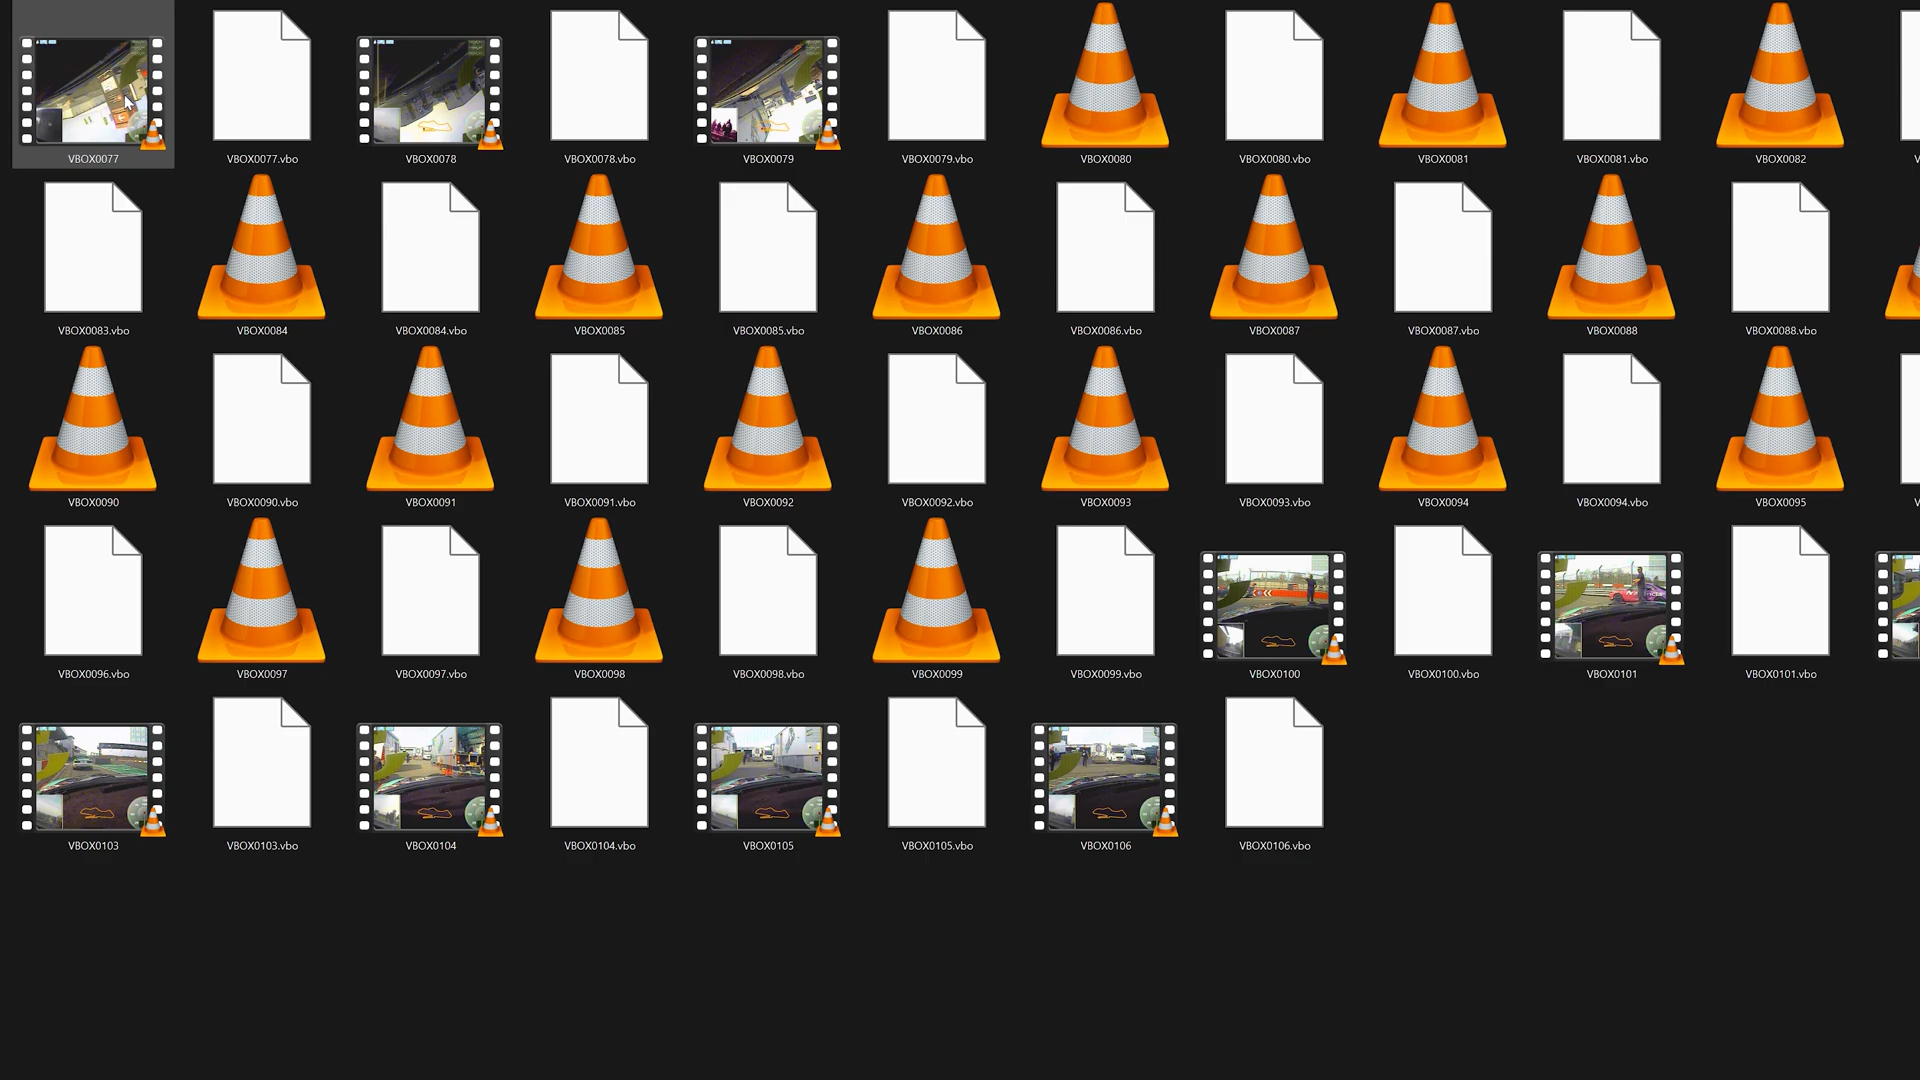 VBOX0077 VBOX0077.vbo VBOX0078 VBOX0078.vbo VBOX0079 VBOX0079.vbo VBOX0080 VBOX0080.vbo VBOX0081 VBOX0081.vbo VBOX0082
VBOX0083.vbo VBOX0084 VBOX0084.vbo VBOX0085 VBOX0085.vbo VBOX0086 VBOX0086.vbo VBOX0087 VBOX0087.vbo VBOX0088 VBOX0088.vbo
VBOX0090 VBOX0090.vbo VBOX0091 VBOX0091.vbo VBOX0092 VBOX0092.vbo VBOX0093 VBOX0093.vbo VBOX0094 VBOX0094.vbo VBOX0095
VBOX0096.vbo VBOX0097 VBOX0097.vbo VBOX0098 VBOX0098.vbo VBOX0099 VBOX0099.vbo VBOX0100 VBOX0100.vbo VBOX0101 VBOX0101.vbo
VBOX0103 VBOX0103.vbo VBOX0104 VBOX0104.vbo VBOX0105 VBOX0105.vbo VBOX0106 VBOX0106.vbo